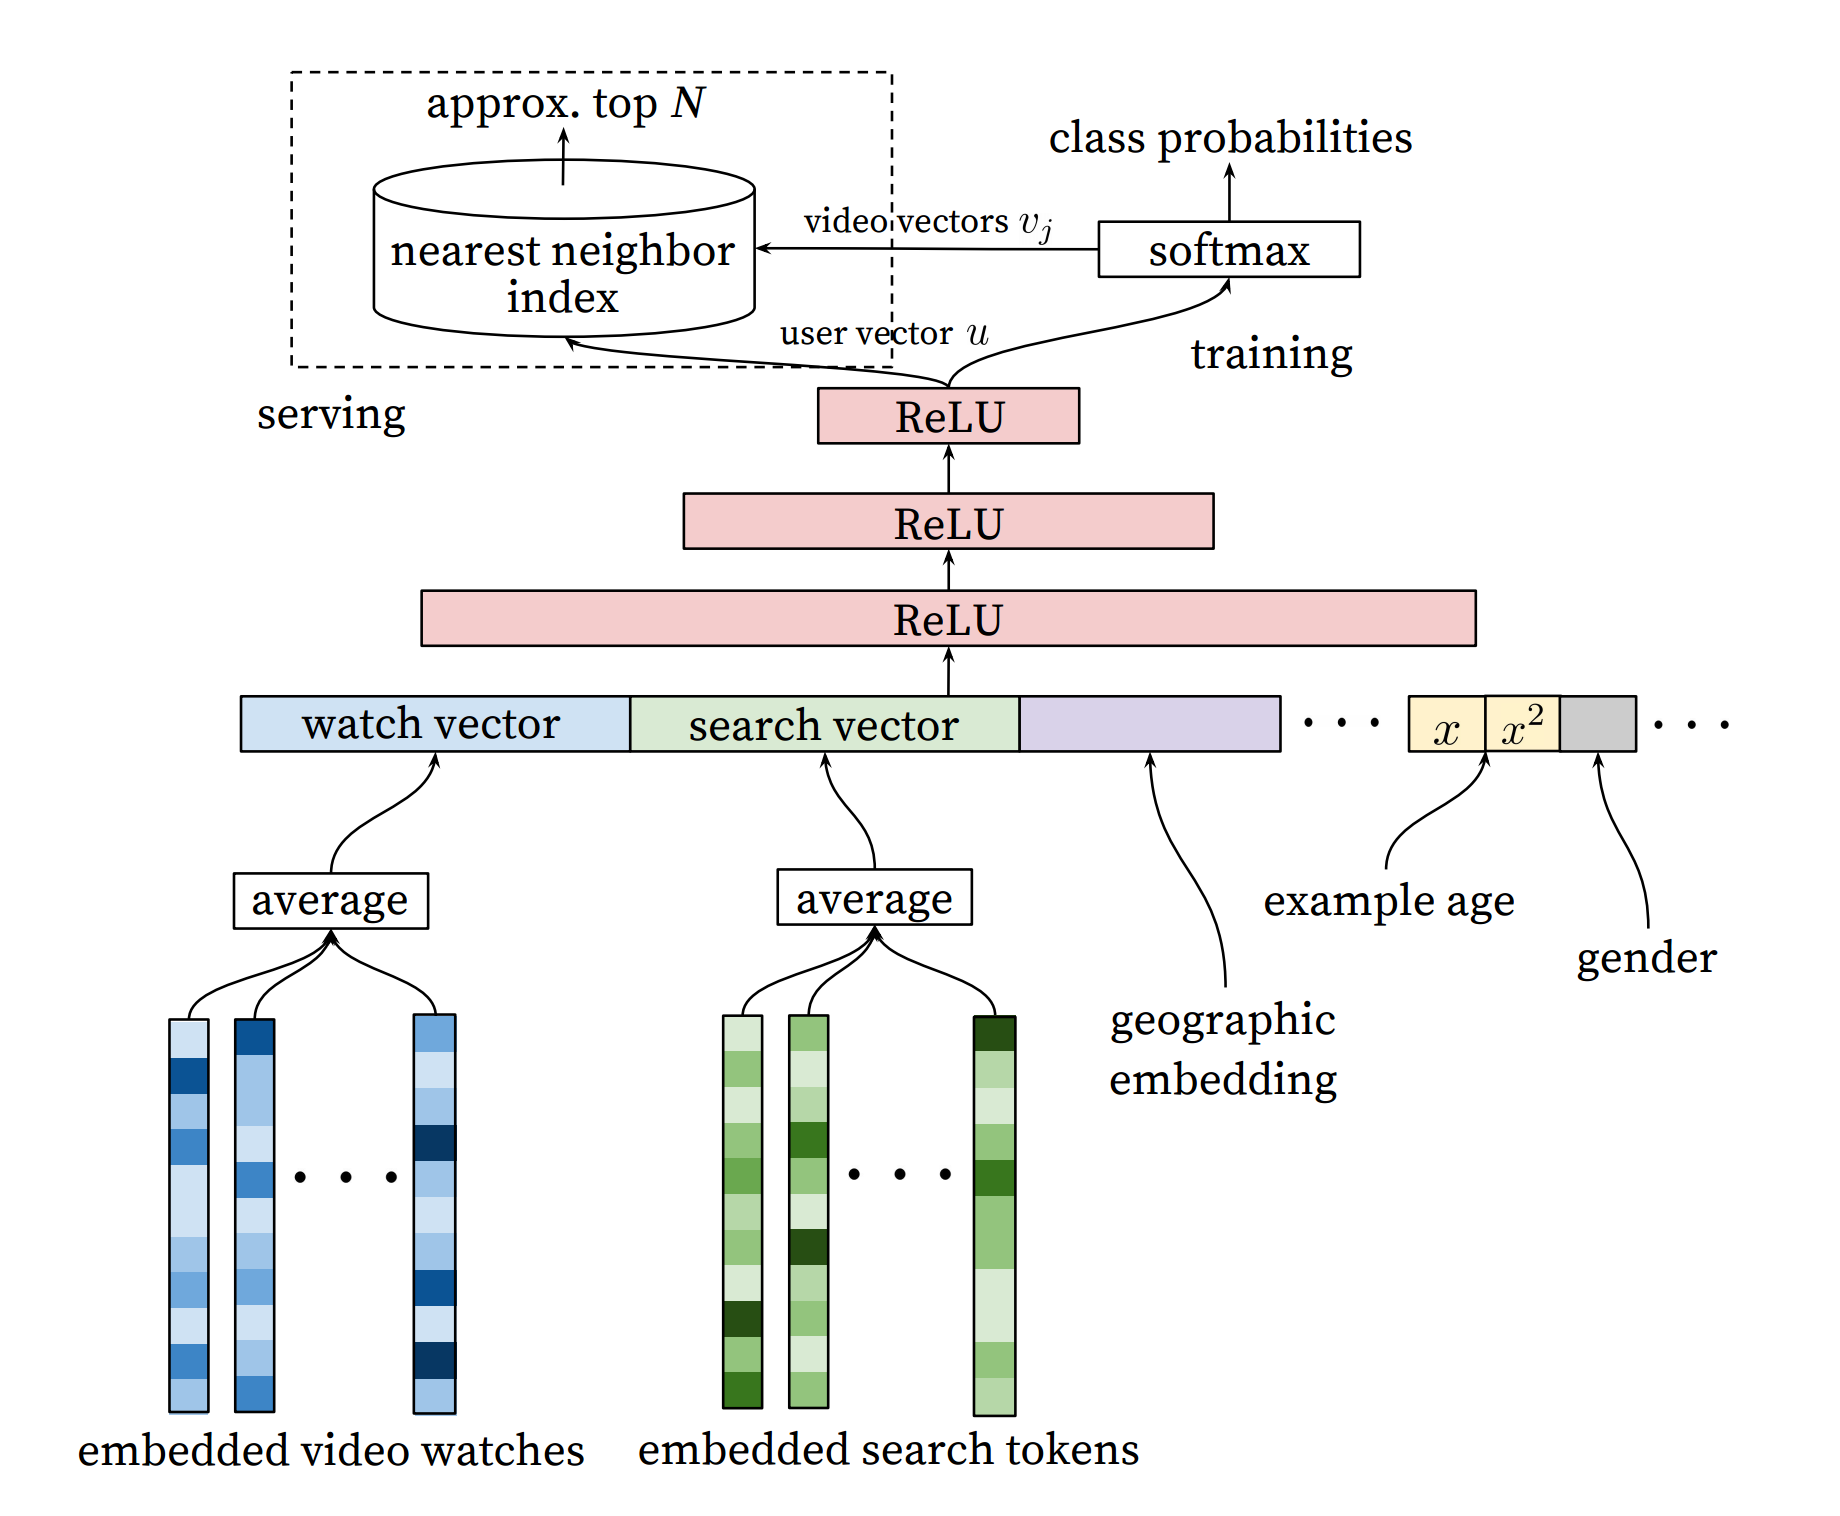 approx. top N
class probabilities
video vectors v_j
nearest neighbor
index
softmax
user vector u
training
serving
ReLU
ReLU
ReLU
watch vector
search vector
. . .
x
x²
. . .
average
average
example age
gender
geographic
embedding
. . .
. . .
embedded video watches
embedded search tokens